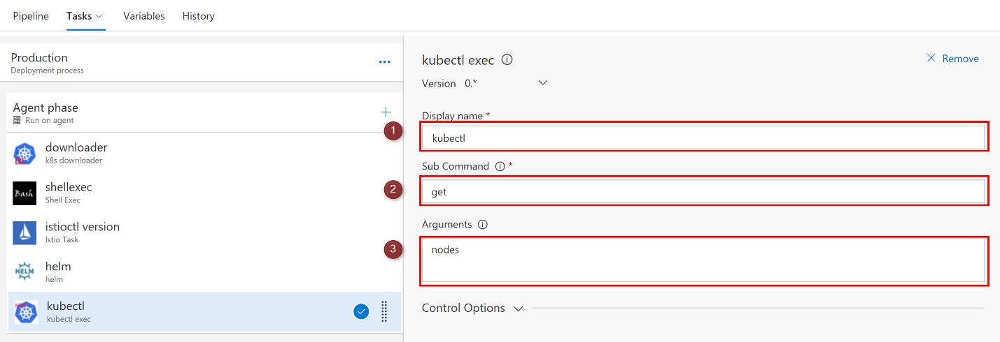 Pipeline Tasks Variables History
Production
Deployment process
Agent phase
Run on agent
downloader
k8s downloader
Bash
shellexec
Shell Exec
istioctl version
Istio Task
HELM
helm
helm
kubectl
kubectl exec
kubectl exec
Remove
Version 0.*
Display name *
1
kubectl
Sub Command *
2
get
Arguments
3
nodes
Control Options